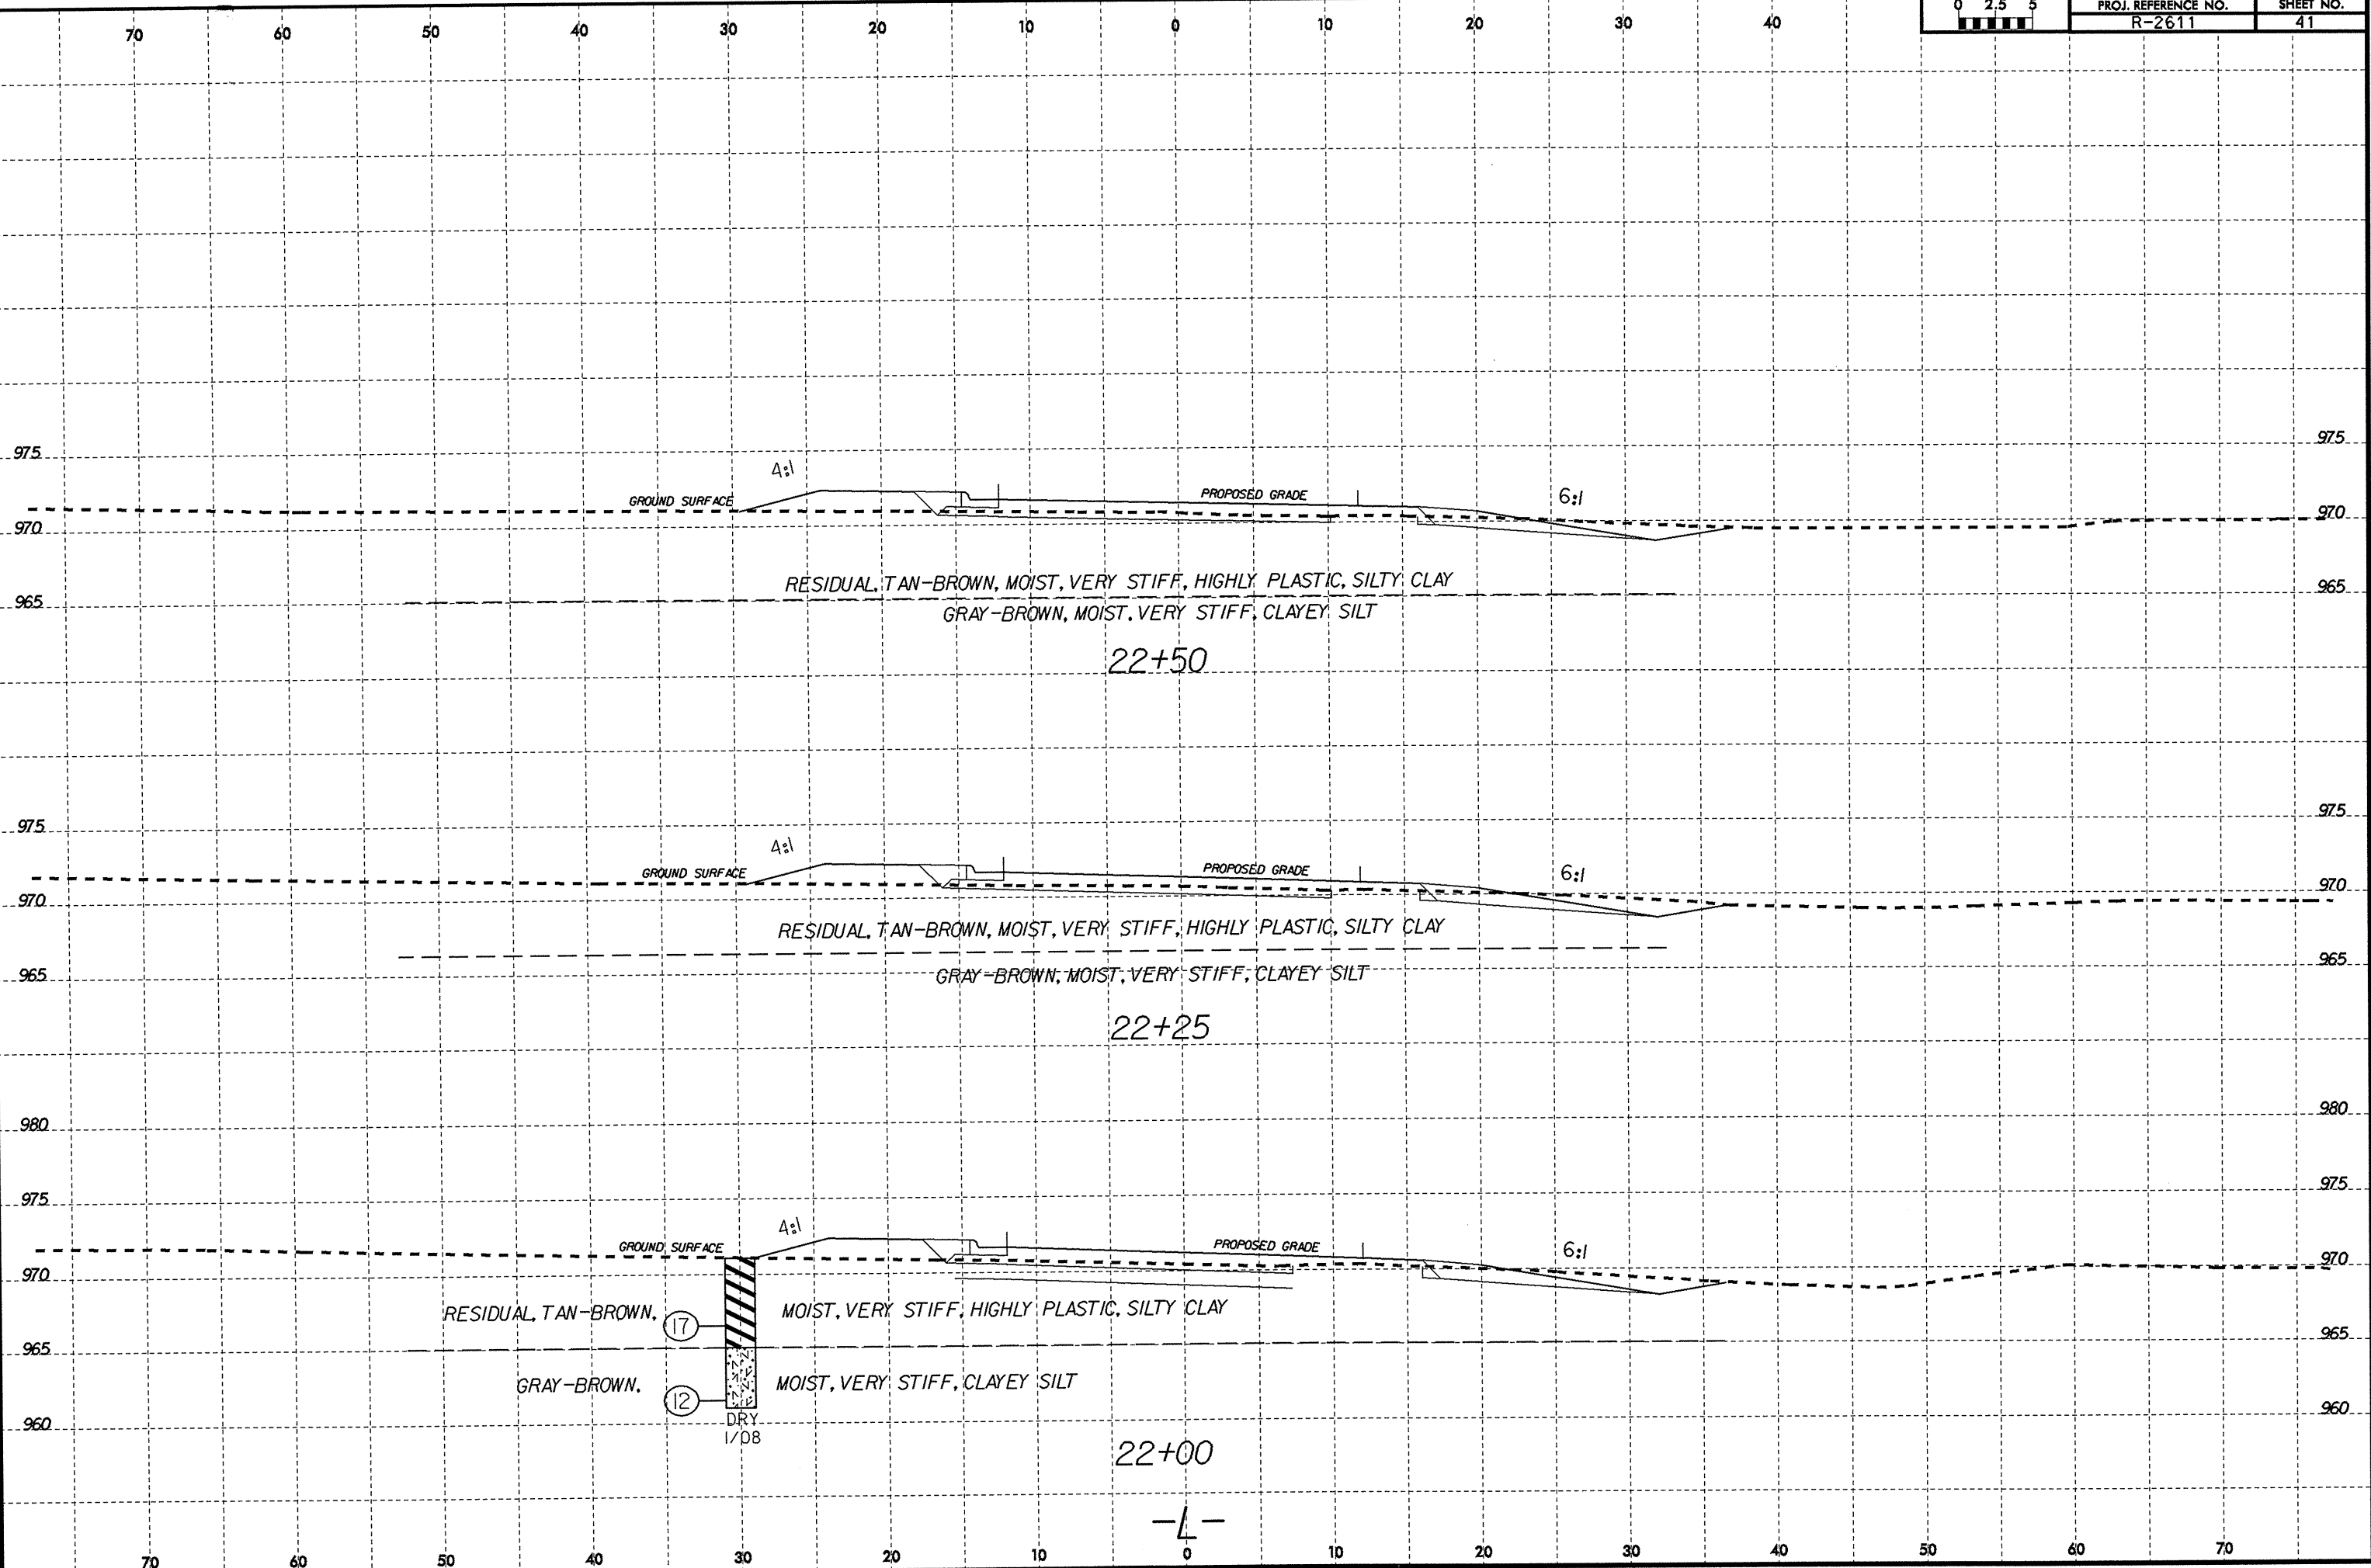 0 2.5 5 PROJ. REFERENCE NO. SHEET NO.
R-2611 41
70 60 50 40 30 20 10 0 10 20 30 40
975 975
4:1
GROUND SURFACE PROPOSED GRADE 6:1
970 970
RESIDUAL, TAN-BROWN, MOIST, VERY STIFF, HIGHLY PLASTIC, SILTY CLAY
965 965
GRAY-BROWN, MOIST, VERY STIFF, CLAYEY SILT
22+50
975 975
4:1
GROUND SURFACE PROPOSED GRADE 6:1
970 970
RESIDUAL, TAN-BROWN, MOIST, VERY STIFF, HIGHLY PLASTIC, SILTY CLAY
965 965
GRAY-BROWN, MOIST, VERY STIFF, CLAYEY SILT
22+25
980 980
975 975
4:1
GROUND SURFACE PROPOSED GRADE 6:1
970 970
RESIDUAL, TAN-BROWN, 17 MOIST, VERY STIFF, HIGHLY PLASTIC, SILTY CLAY
965 965
GRAY-BROWN, 12 MOIST, VERY STIFF, CLAYEY SILT
DRY
1/08
960 960
22+00
-L-
70 60 50 40 30 20 10 0 10 20 30 40 50 60 70